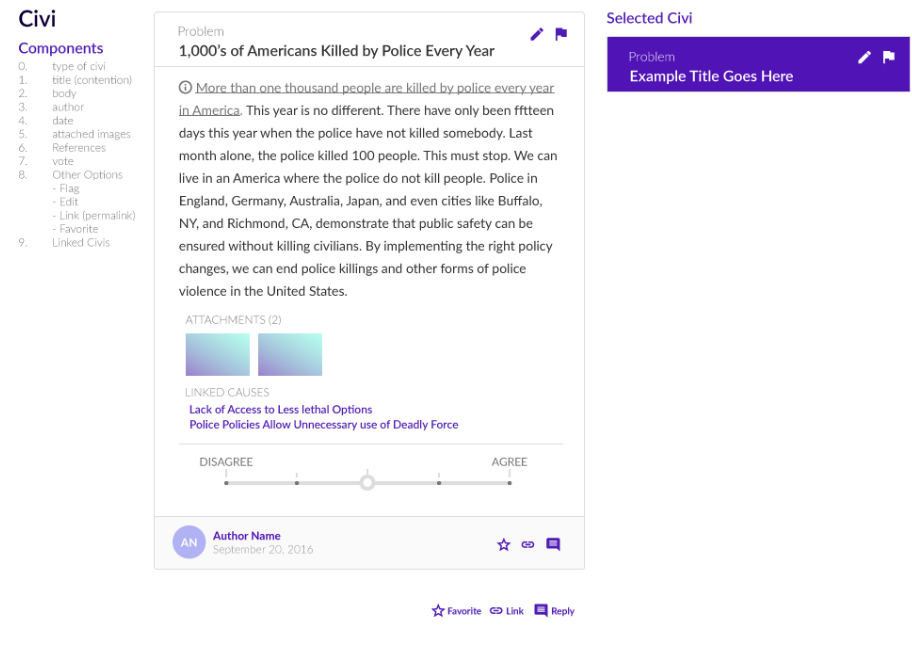 Civi
Components
0. type of civi
1. title (contention)
2. body
3. author
4. date
5. attached images
6. References
7. vote
8. Other Options
- Flag
- Edit
- Link (permalink)
- Favorite
9. Linked Civis
Problem
1,000's of Americans Killed by Police Every Year
More than one thousand people are killed by police every year
in America. This year is no different. There have only been fftteen
days this year when the police have not killed somebody. Last
month alone, the police killed 100 people. This must stop. We can
live in an America where the police do not kill people. Police in
England, Germany, Australia, Japan, and even cities like Buffalo,
NY, and Richmond, CA, demonstrate that public safety can be
ensured without killing civilians. By implementing the right policy
changes, we can end police killings and other forms of police
violence in the United States.
ATTACHMENTS (2)
LINKED CAUSES
Lack of Access to Less lethal Options
Police Policies Allow Unnecessary use of Deadly Force
DISAGREE AGREE
AN
Author Name
September 20, 2016
Favorite Link Reply
Selected Civi
Problem
Example Title Goes Here